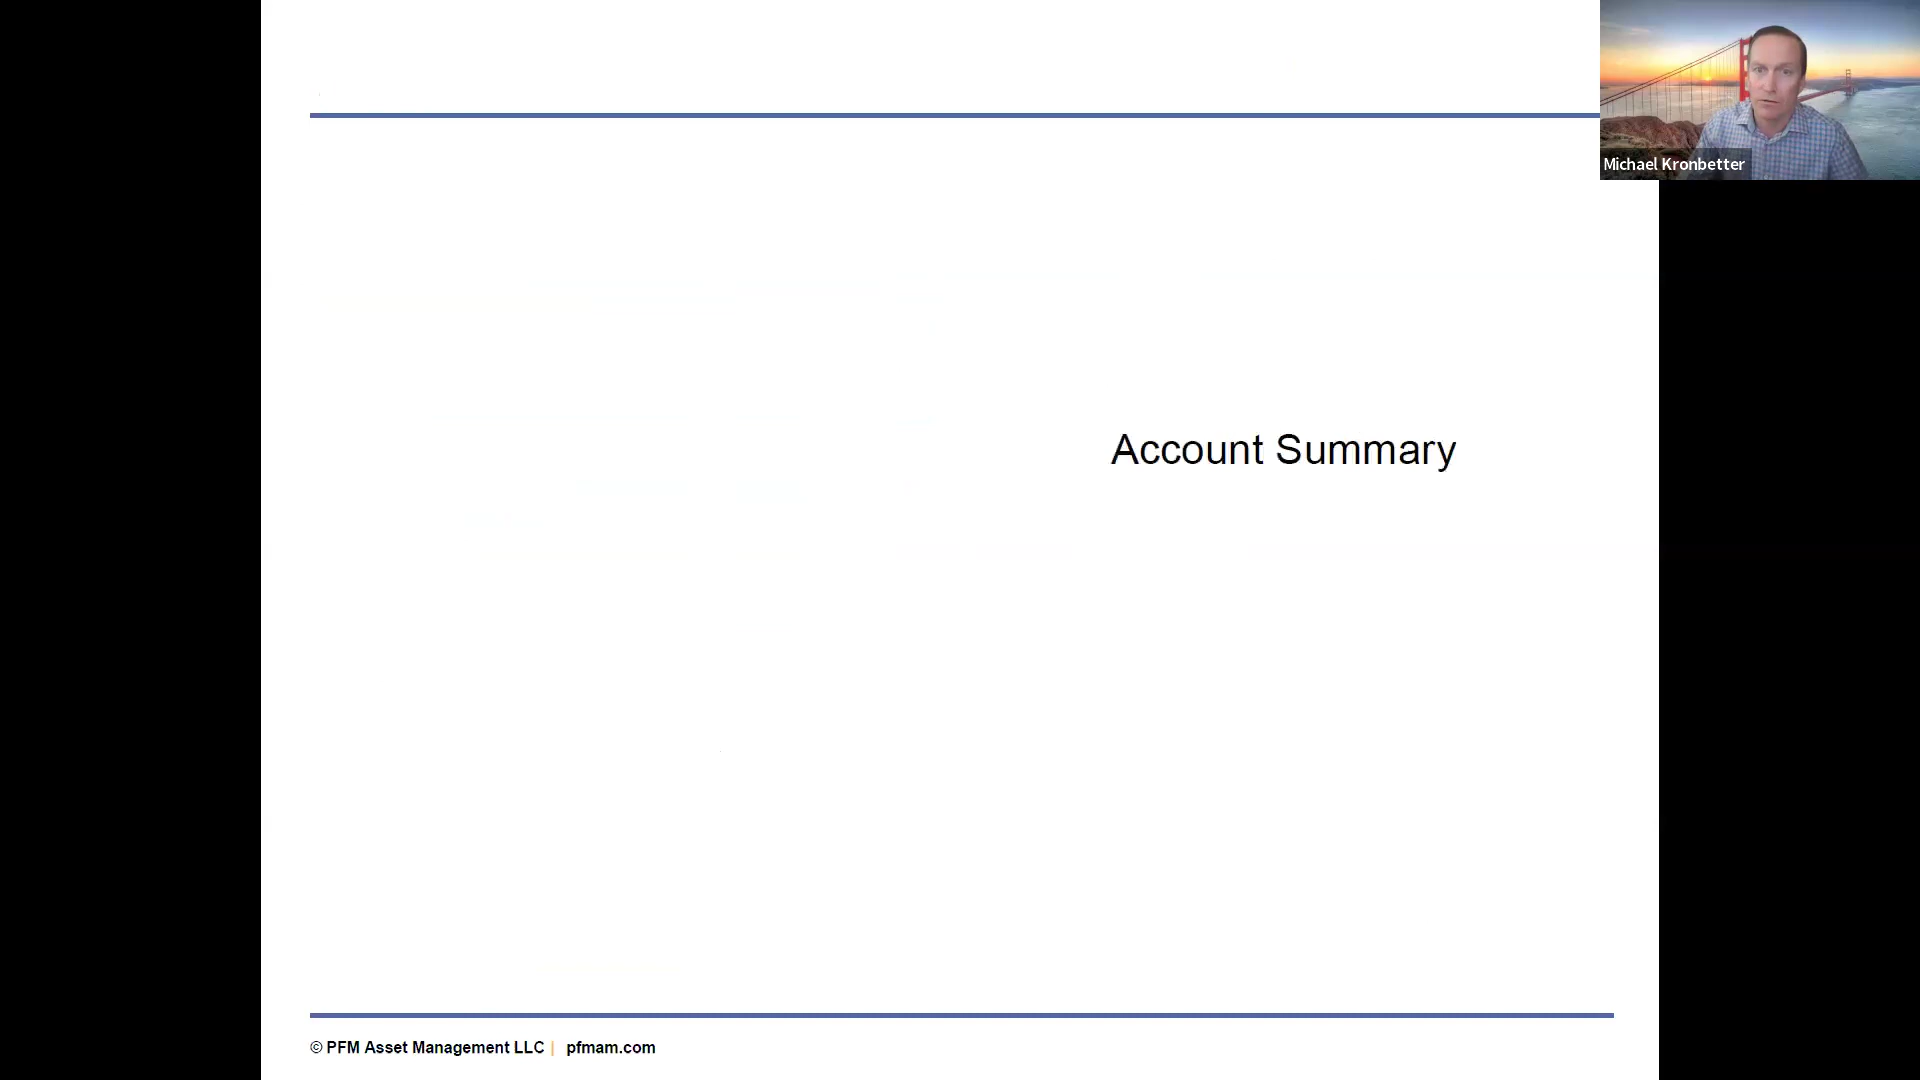 Michael Kronbetter
Account Summary
© PFM Asset Management LLC | pfmam.com